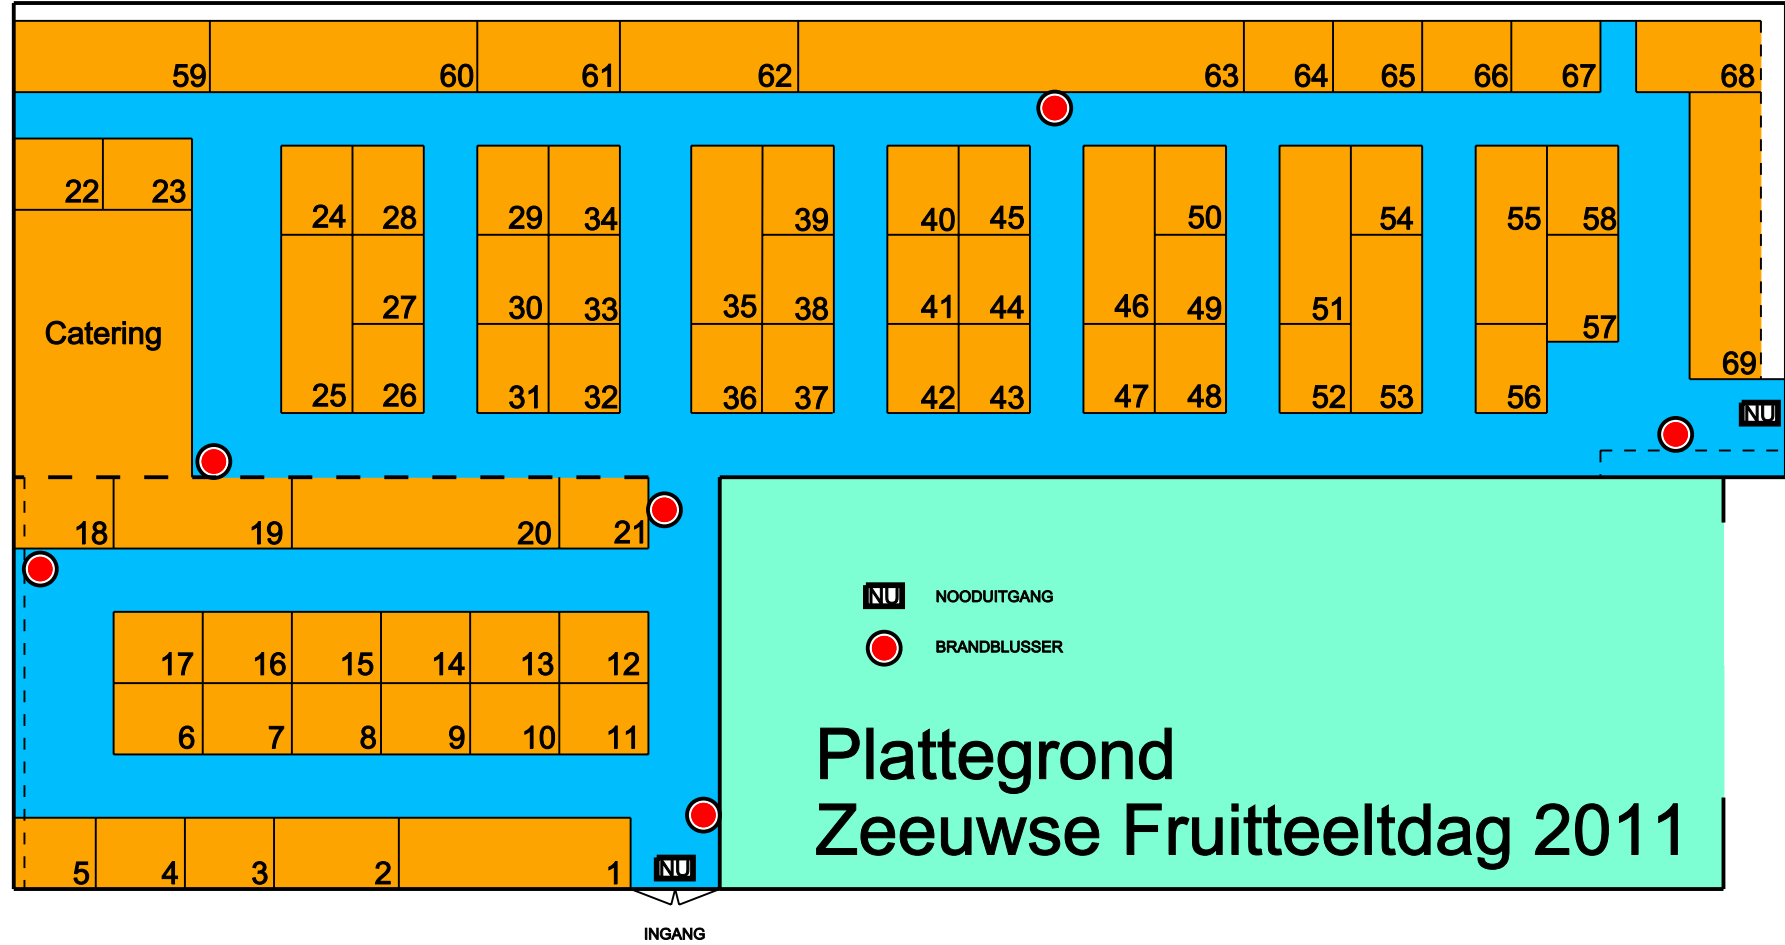 59 60 61 62 63 64 65 66 67 68
22 23 24 28 29 34 39 40 45 50 54 55 58
27 30 33 35 38 41 44 46 49 51 57
Catering
69
25 26 31 32 36 37 42 43 47 48 52 53 56
NU
18 19 20 21
NU NOODUITGANG
BRANDBLUSSER
17 16 15 14 13 12
6 7 8 9 10 11
Plattegrond
Zeeuwse Fruitteeltdag 2011
5 4 3 2 1 NU
INGANG